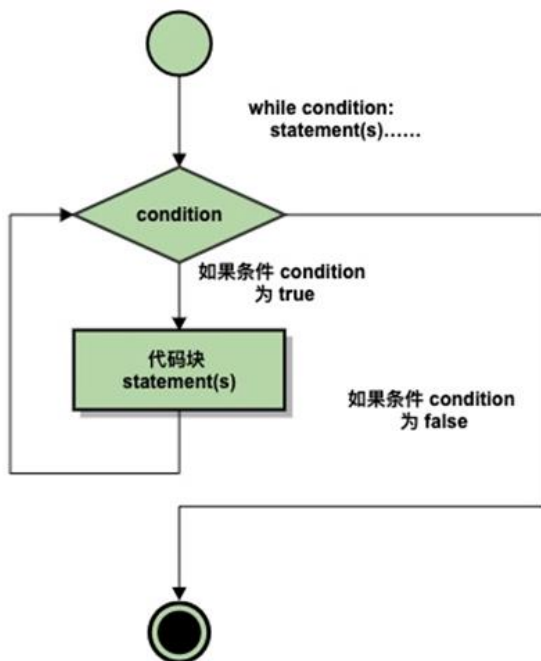 while condition:
statement(s)……
condition
如果条件 condition
为 true
代码块
statement(s)
如果条件 condition
为 false